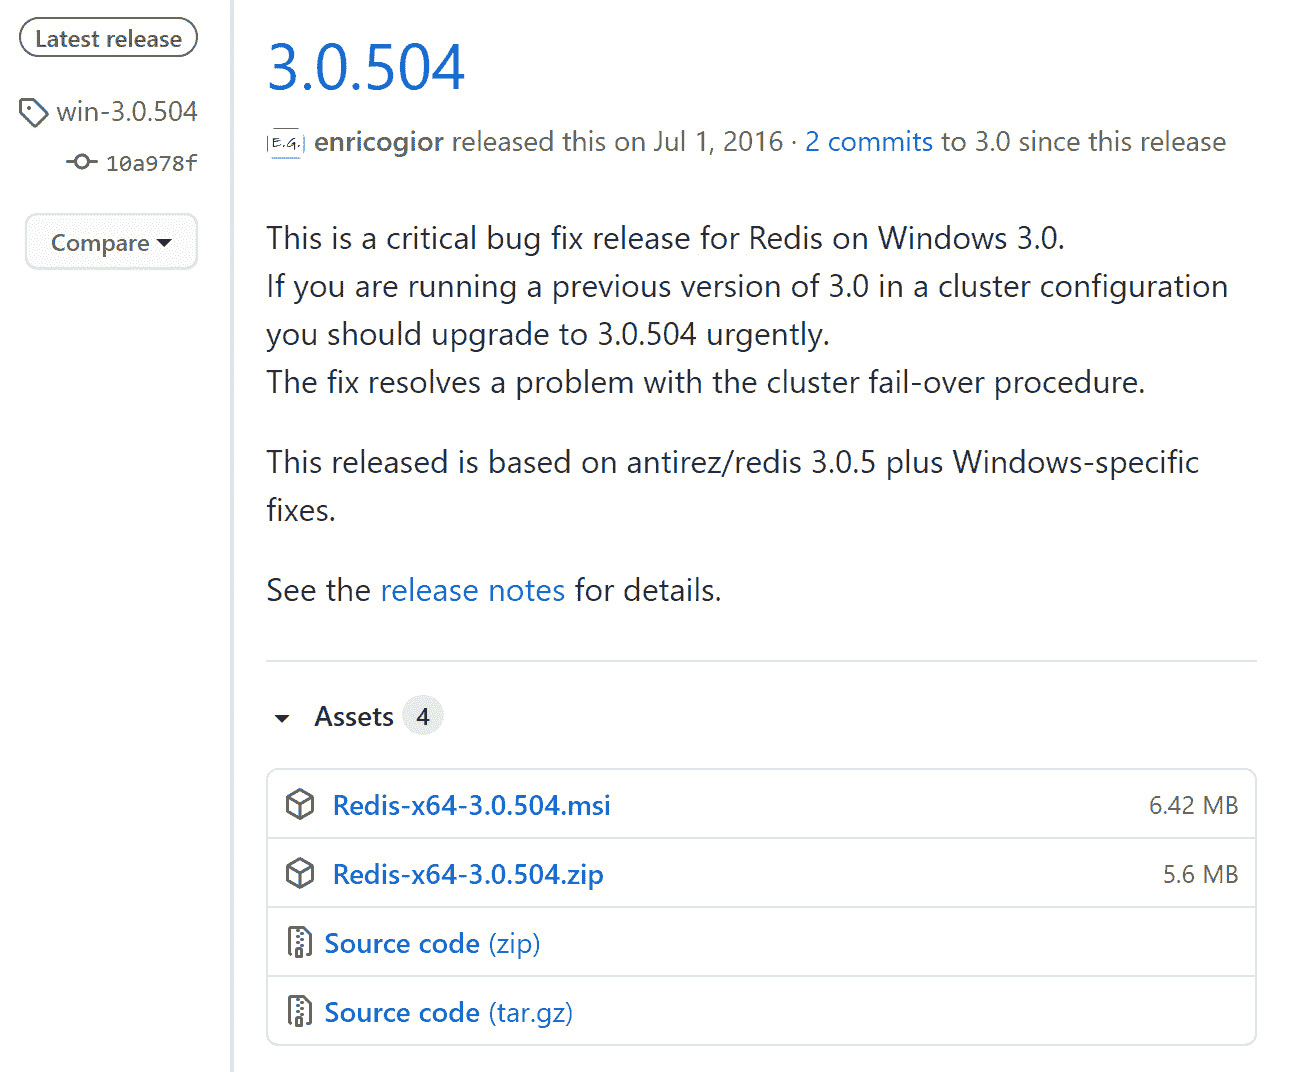 Latest release
win-3.0.504
10a978f
Compare
3.0.504
E.G. enricogior released this on Jul 1, 2016 · 2 commits to 3.0 since this release
This is a critical bug fix release for Redis on Windows 3.0.
If you are running a previous version of 3.0 in a cluster configuration
you should upgrade to 3.0.504 urgently.
The fix resolves a problem with the cluster fail-over procedure.
This released is based on antirez/redis 3.0.5 plus Windows-specific
fixes.
See the release notes for details.
Assets 4
Redis-x64-3.0.504.msi 6.42 MB
Redis-x64-3.0.504.zip 5.6 MB
Source code (zip)
Source code (tar.gz)